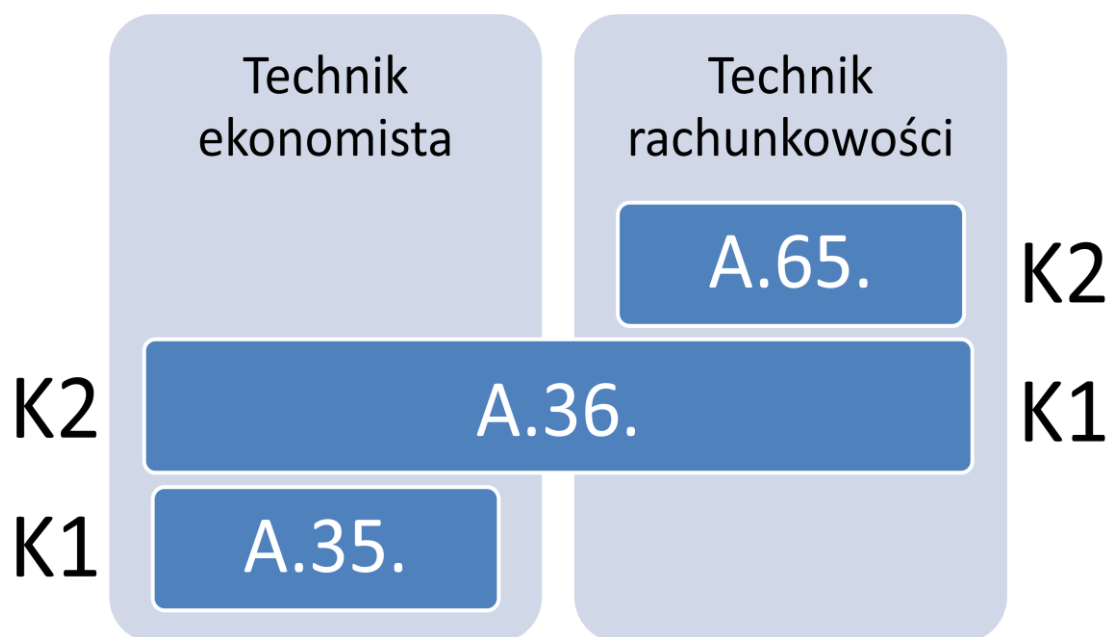 Technik
ekonomista
Technik
rachunkowości
A.65.
K2
K2
A.36.
K1
K1
A.35.